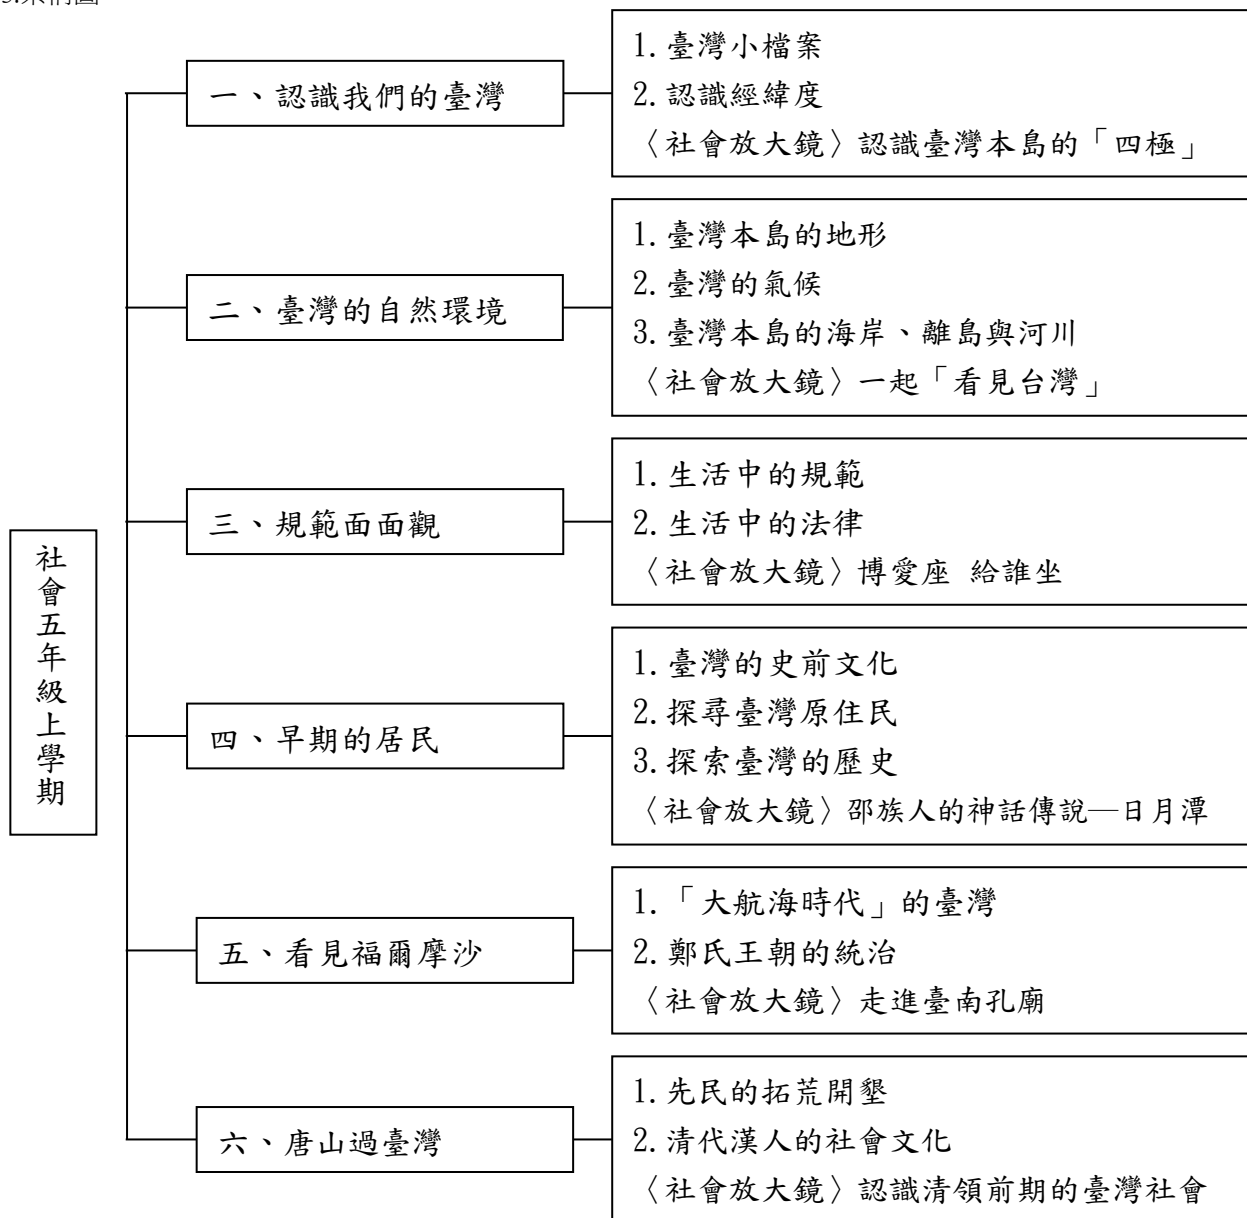 社會五年級上學期
一、認識我們的臺灣
1.臺灣小檔案
2.認識經緯度
〈社會放大鏡〉認識臺灣本島的「四極」
二、臺灣的自然環境
1.臺灣本島的地形
2.臺灣的氣候
3.臺灣本島的海岸、離島與河川
〈社會放大鏡〉一起「看見台灣」
三、規範面面觀
1.生活中的規範
2.生活中的法律
〈社會放大鏡〉博愛座 給誰坐
四、早期的居民
1.臺灣的史前文化
2.探尋臺灣原住民
3.探索臺灣的歷史
〈社會放大鏡〉邵族人的神話傳說—日月潭
五、看見福爾摩沙
1.「大航海時代」的臺灣
2.鄭氏王朝的統治
〈社會放大鏡〉走進臺南孔廟
六、唐山過臺灣
1.先民的拓荒開墾
2.清代漢人的社會文化
〈社會放大鏡〉認識清領前期的臺灣社會